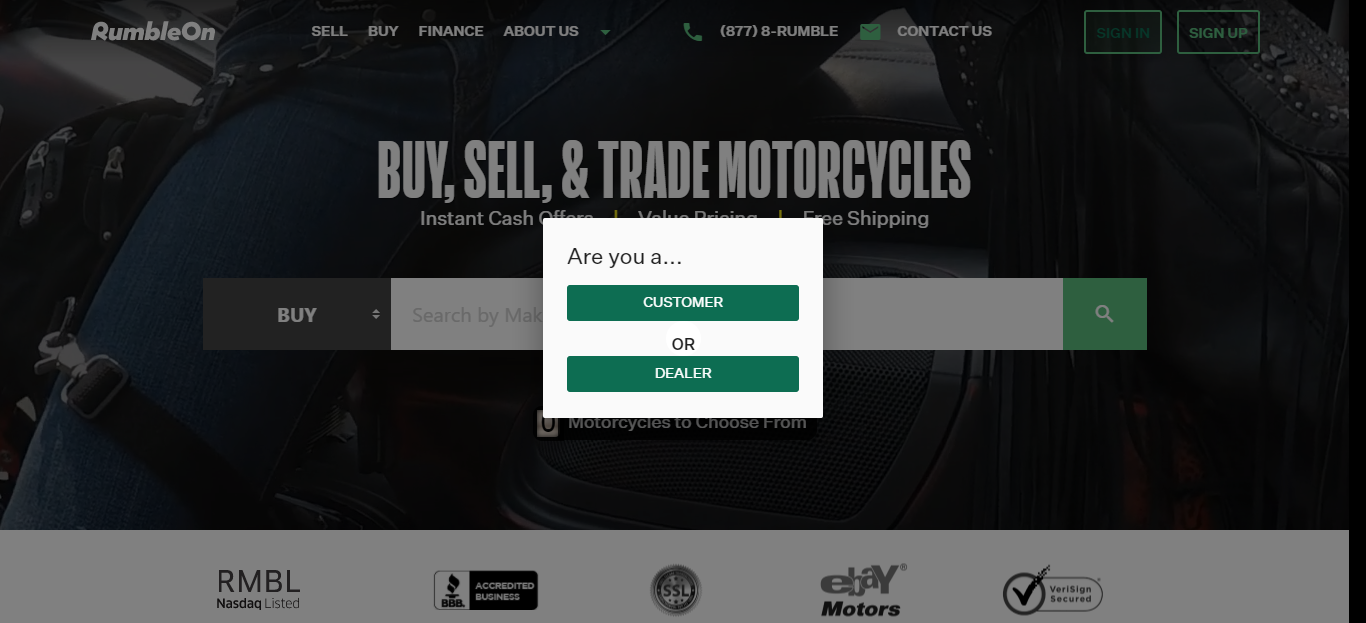 RumbleOn
SELL BUY FINANCE ABOUT US (877) 8-RUMBLE CONTACT US SIGN IN SIGN UP
BUY, SELL, & TRADE MOTORCYCLES
Instant Cash Offers | Value Pricing | Free Shipping
Are you a...
CUSTOMER
OR
DEALER
BUY Search by Mak
0 Motorcycles to Choose From
RMBL
Nasdaq Listed
BBB. ACCREDITED
BUSINESS
SSL
ebay®
Motors
VeriSign
Secured